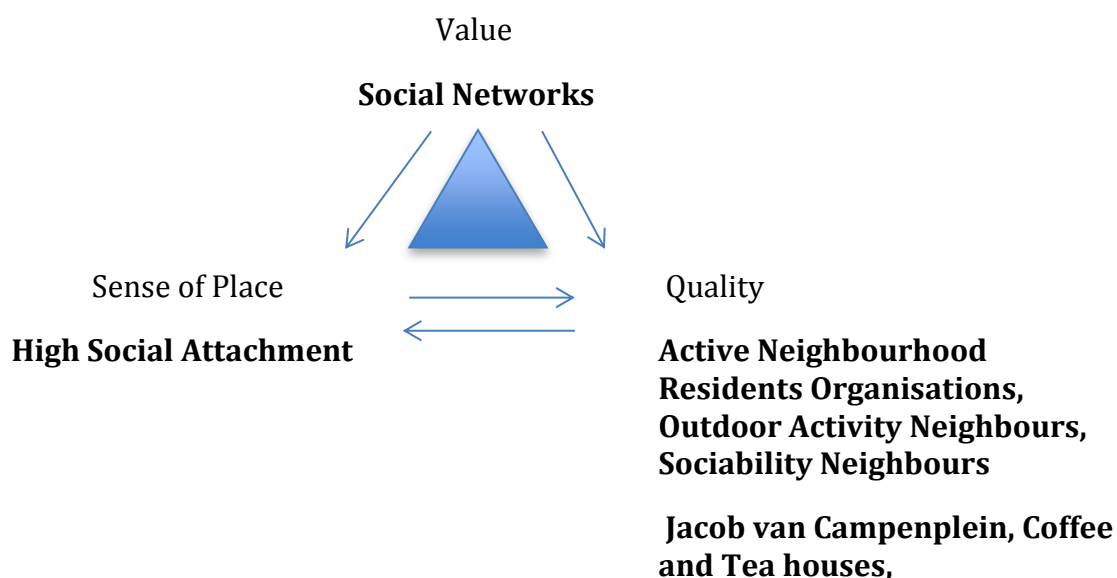 Value
Social Networks
Sense of Place
High Social Attachment
Quality
Active Neighbourhood
Residents Organisations,
Outdoor Activity Neighbours,
Sociability Neighbours
Jacob van Campenplein, Coffee
and Tea houses,